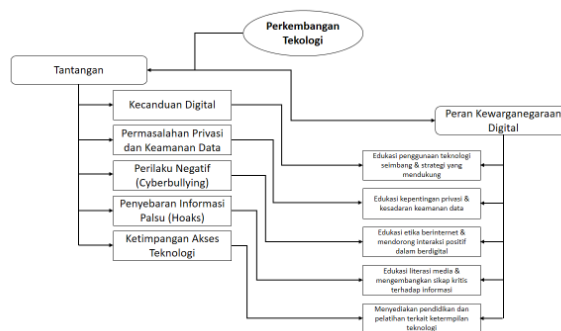 Perkembangan
Tekologi
Tantangan
Kecanduan Digital
Permasalahan Privasi
dan Keamanan Data
Perilaku Negatif
(Cyberbullying)
Penyebaran Informasi
Palsu (Hoaks)
Ketimpangan Akses
Teknologi
Peran Kewarganegaraan
Digital
Edukasi penggunaan teknologi
seimbang & strategi yang
mendukung
Edukasi kepentingan privasi &
kesadaran keamanan data
Edukasi etika berinternet &
mendorong interaksi positif
dalam berdigital
Edukasi literasi media &
mengembangkan sikap kritis
terhadap informasi
Menyediakan pendidikan dan
pelatihan terkait ketermpilan
teknologi